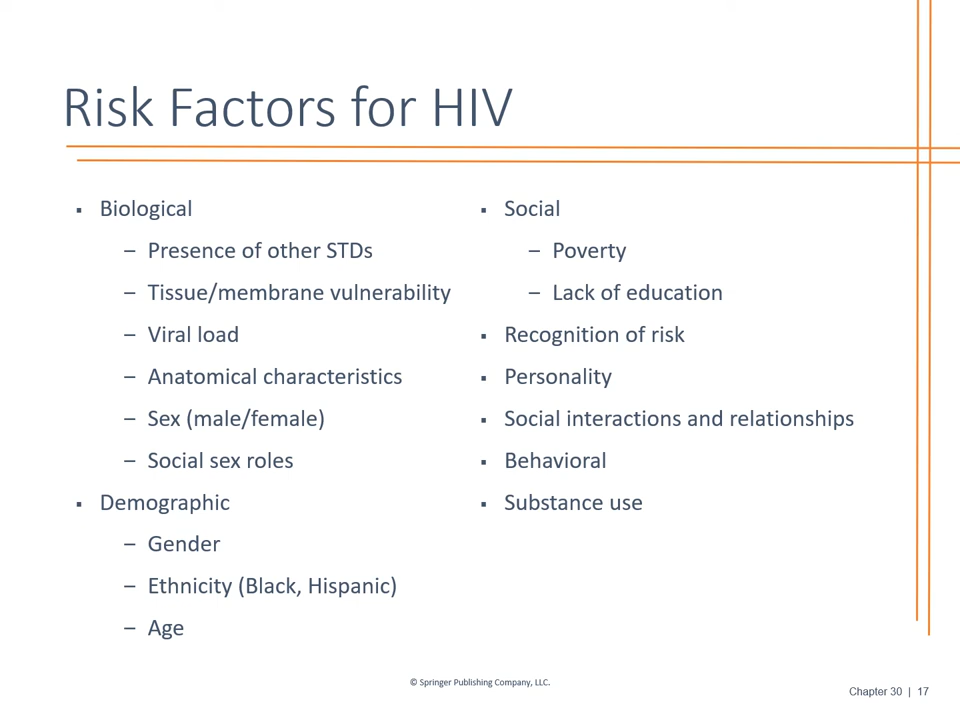 Risk Factors for HIV
▪ Biological
– Presence of other STDs
– Tissue/membrane vulnerability
– Viral load
– Anatomical characteristics
– Sex (male/female)
– Social sex roles
▪ Demographic
– Gender
– Ethnicity (Black, Hispanic)
– Age
▪ Social
– Poverty
– Lack of education
▪ Recognition of risk
▪ Personality
▪ Social interactions and relationships
▪ Behavioral
▪ Substance use
© Springer Publishing Company, LLC.
Chapter 30 | 17